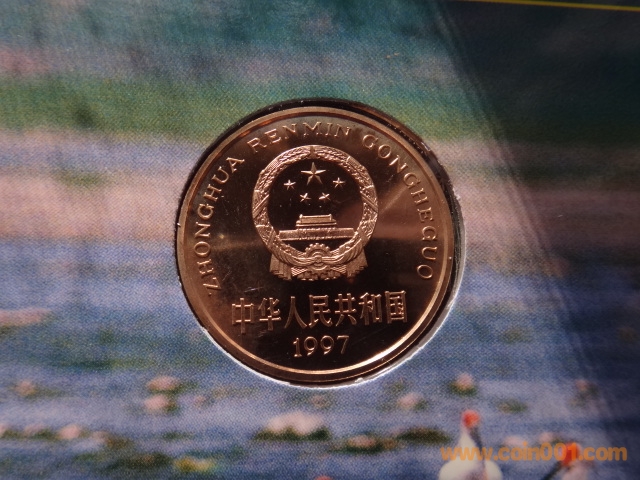 ZHONGHUA RENMIN GONGHEGUO
中华人民共和国
1997
www.coin001.com